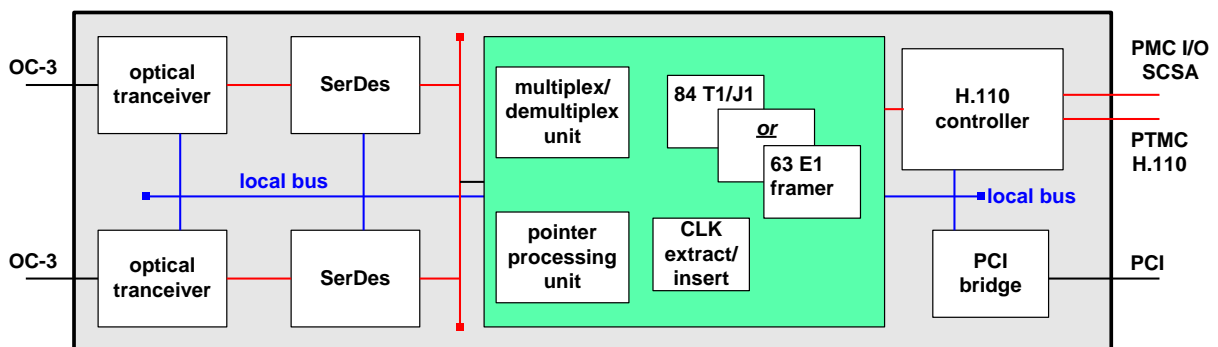 OC-3
optical
tranceiver
SerDes
multiplex/
demultiplex
unit
84 T1/J1
or
63 E1
framer
H.110
controller
PMC I/O
SCSA
PTMC
H.110
local bus
local bus
OC-3
optical
tranceiver
SerDes
pointer
processing
unit
CLK
extract/
insert
PCI
bridge
PCI